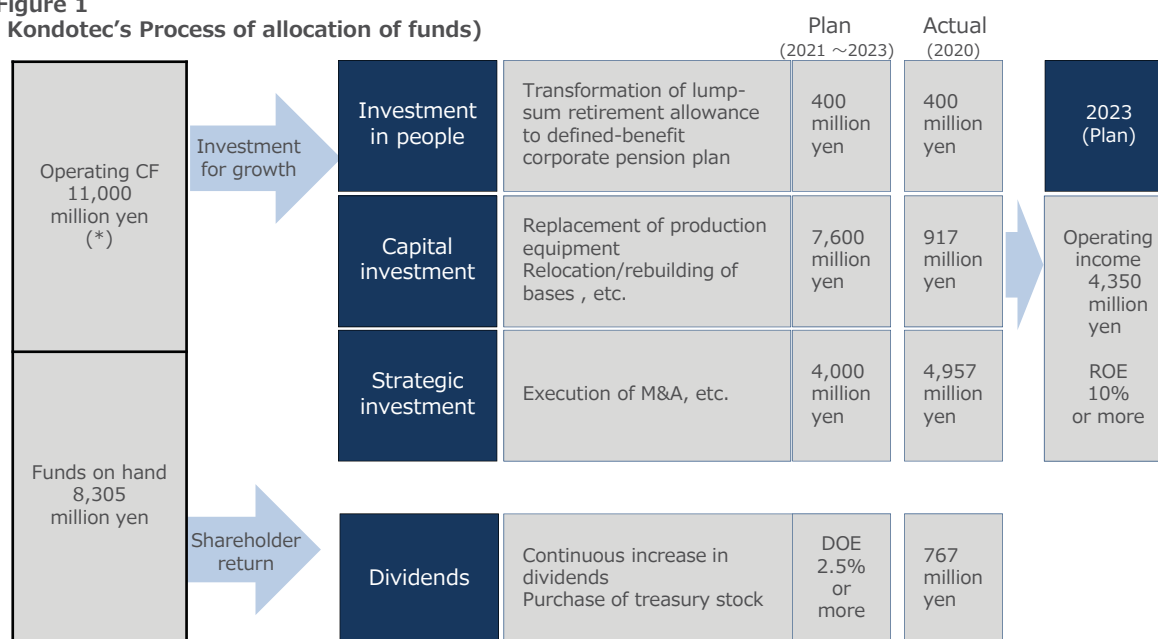 Figure 1
Kondotec's Process of allocation of funds)
Plan
(2021 ～2023)
Actual
(2020)
Operating CF
11,000
million yen
(*)
Funds on hand
8,305
million yen
Investment
for growth
Investment
in people
Transformation of lump-
sum retirement allowance
to defined-benefit
corporate pension plan
400
million
yen
400
million
yen
Capital
investment
Replacement of production
equipment
Relocation/rebuilding of
bases , etc.
7,600
million
yen
917
million
yen
Strategic
investment
Execution of M&A, etc.
4,000
million
yen
4,957
million
yen
2023
(Plan)
Operating
income
4,350
million
yen
ROE
10%
or more
Shareholder
return
Dividends
Continuous increase in
dividends
Purchase of treasury stock
DOE
2.5%
or
more
767
million
yen